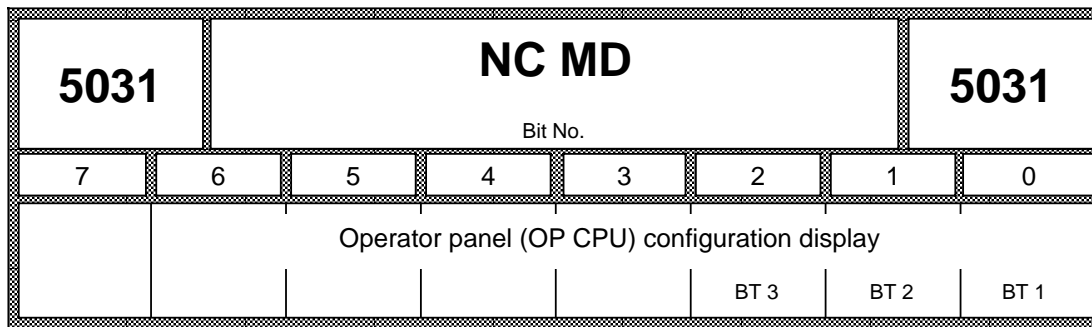 5031 NC MD 5031
Bit No.
7 6 5 4 3 2 1 0
Operator panel (OP CPU) configuration display
BT 3 BT 2 BT 1